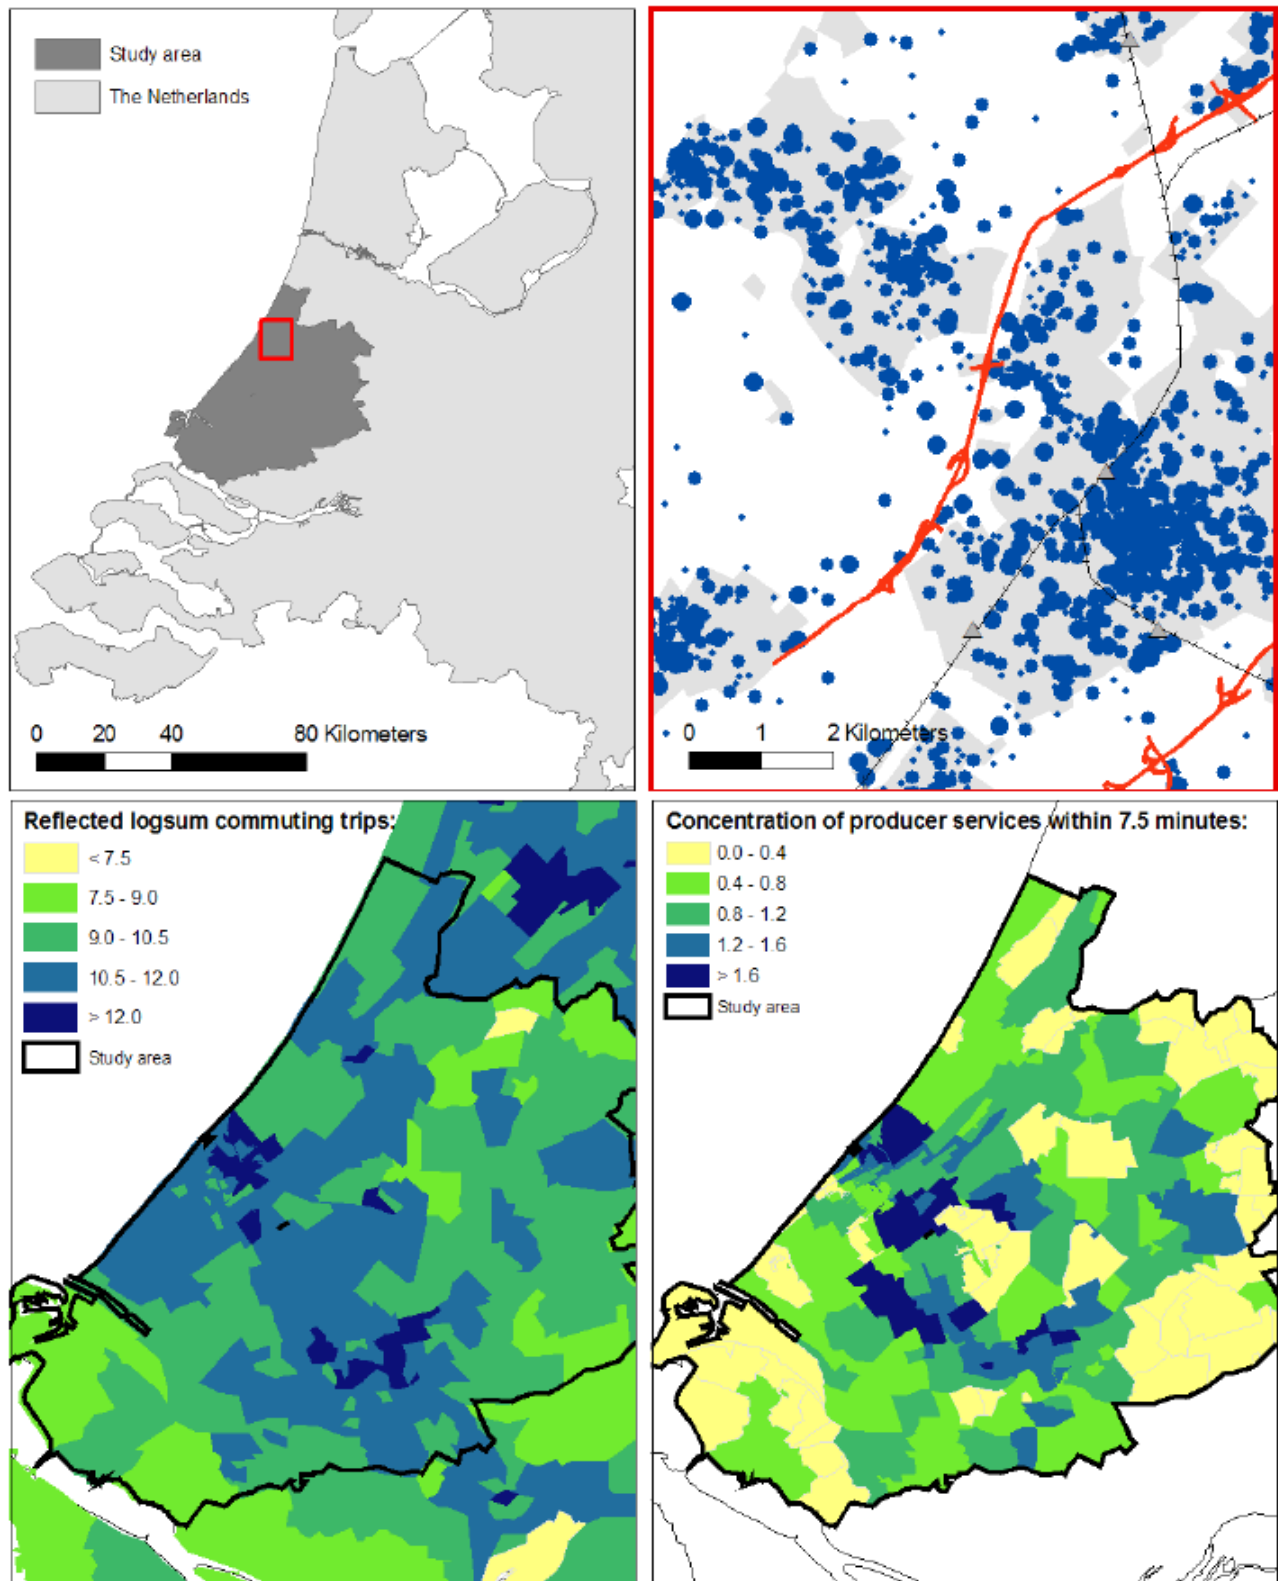 Study area
The Netherlands
0 20 40 80 Kilometers
0 1 2 Kilometers
Reflected logsum commuting trips:
< 7.5
7.5 - 9.0
9.0 - 10.5
10.5 - 12.0
> 12.0
Study area
Concentration of producer services within 7.5 minutes:
0.0 - 0.4
0.4 - 0.8
0.8 - 1.2
1.2 - 1.6
> 1.6
Study area